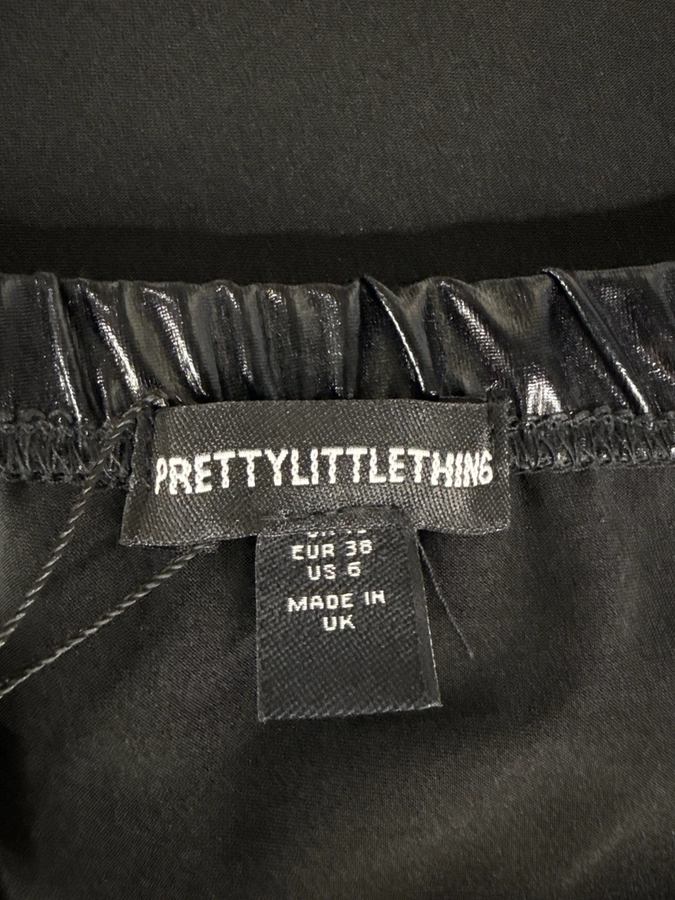 PRETTYLITTLETHING
EUR 38
US 6
MADE IN
UK